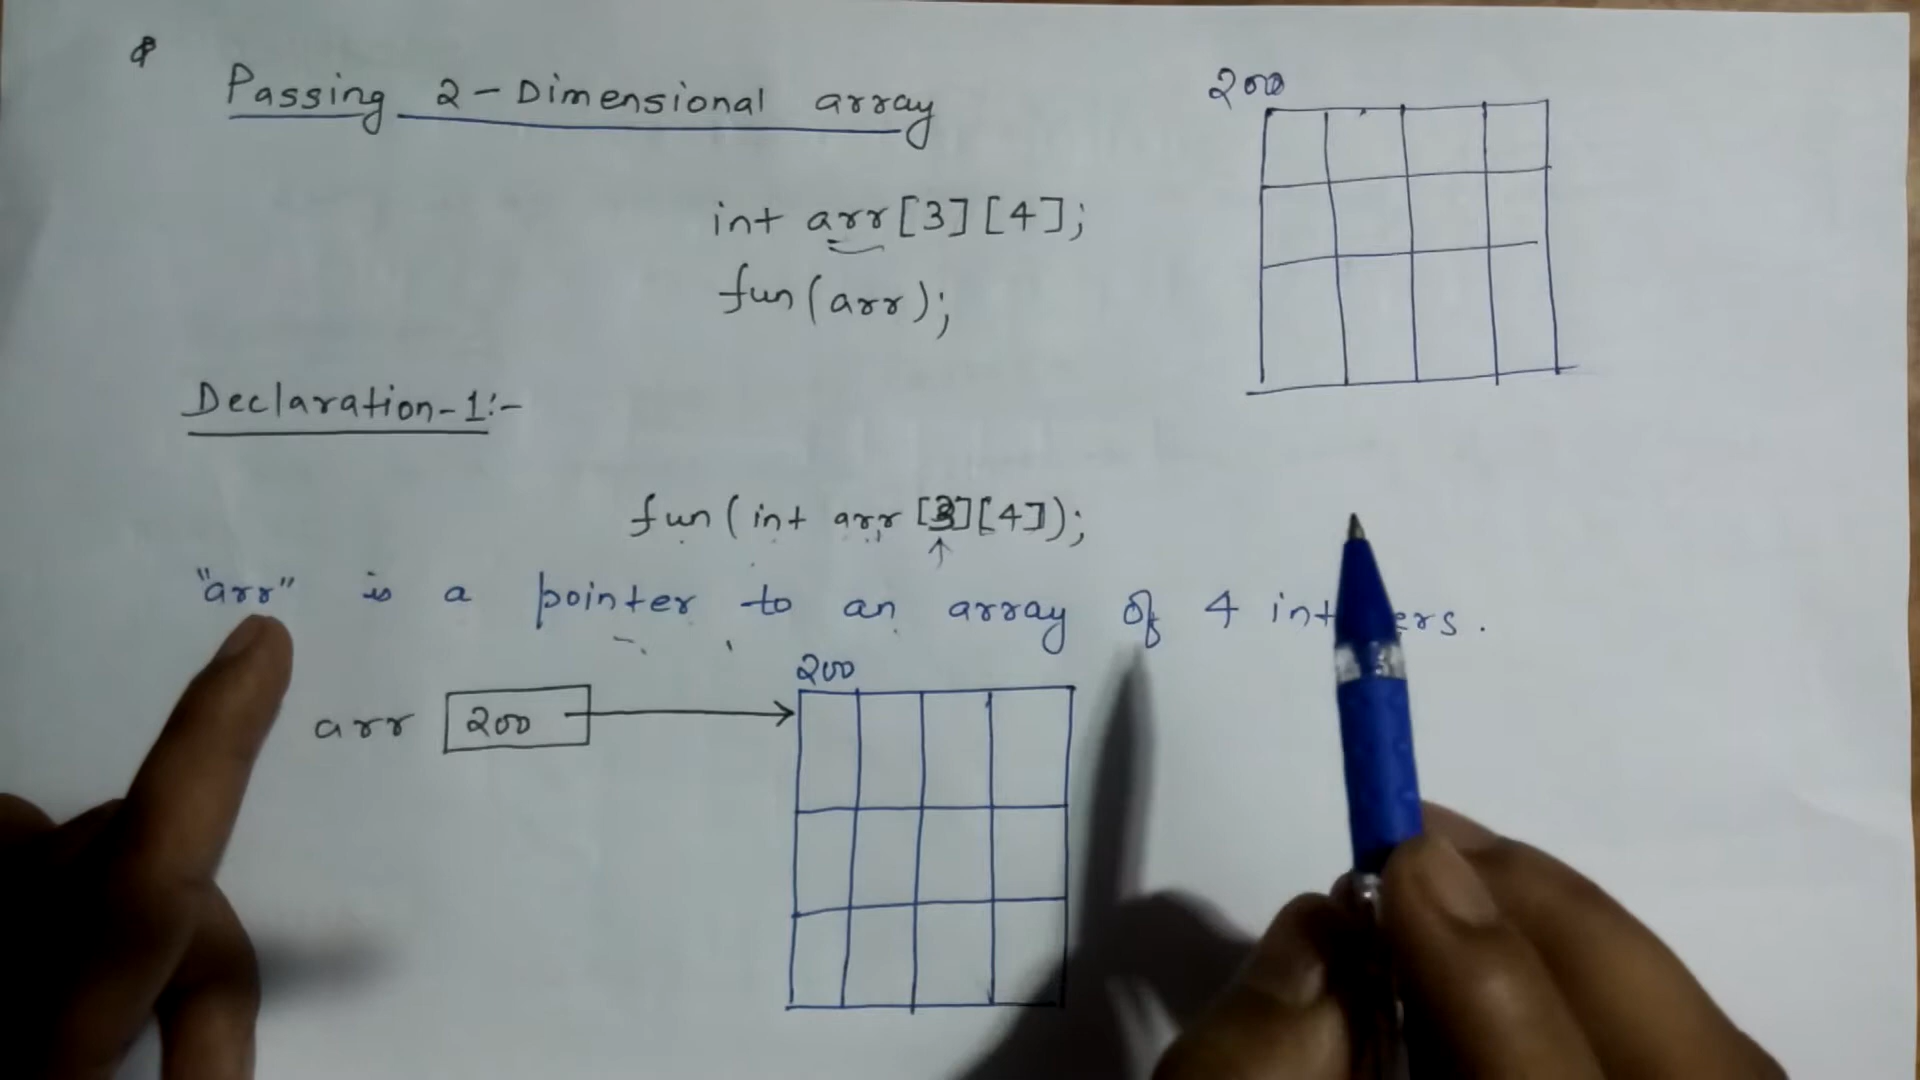 Passing 2-Dimensional array
200
int arr[3][4];
fun(arr);
Declaration-1:-
fun(int arr[3][4]);
"arr" is a pointer to an array of 4 int ers.
200
arr 200